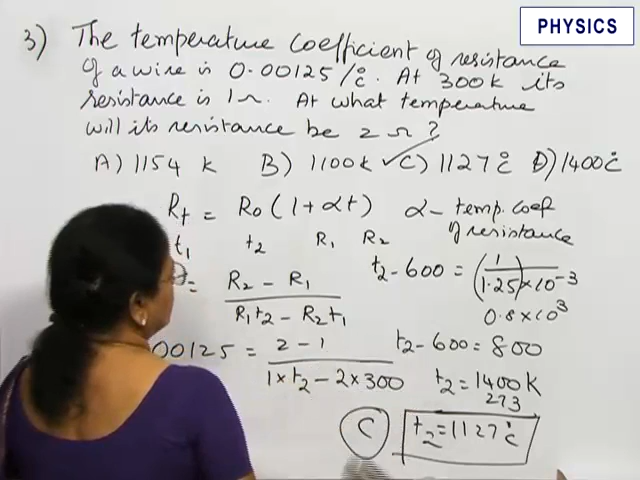 PHYSICS
3) The temperature coefficient of resistance
of a wire is 0.00125/°c. At 300k its
resistance is 1Ω. At what temperature
will its resistance be 2Ω?
A) 1154 k B) 1100k ✓C) 1127°c D) 1400°c
Rt = R0 (1 + αt) α - temp. coef
of resistance
t1 t2 R1 R2
= R2 - R1 / R1t2 - R2t1
00125 = 2 - 1 / 1×t2 - 2×300
t2 - 600 = (1 / 1.25)×10^-3
0.8×10^3
t2 - 600 = 800
t2 = 1400k
273
C t2 = 1127°c